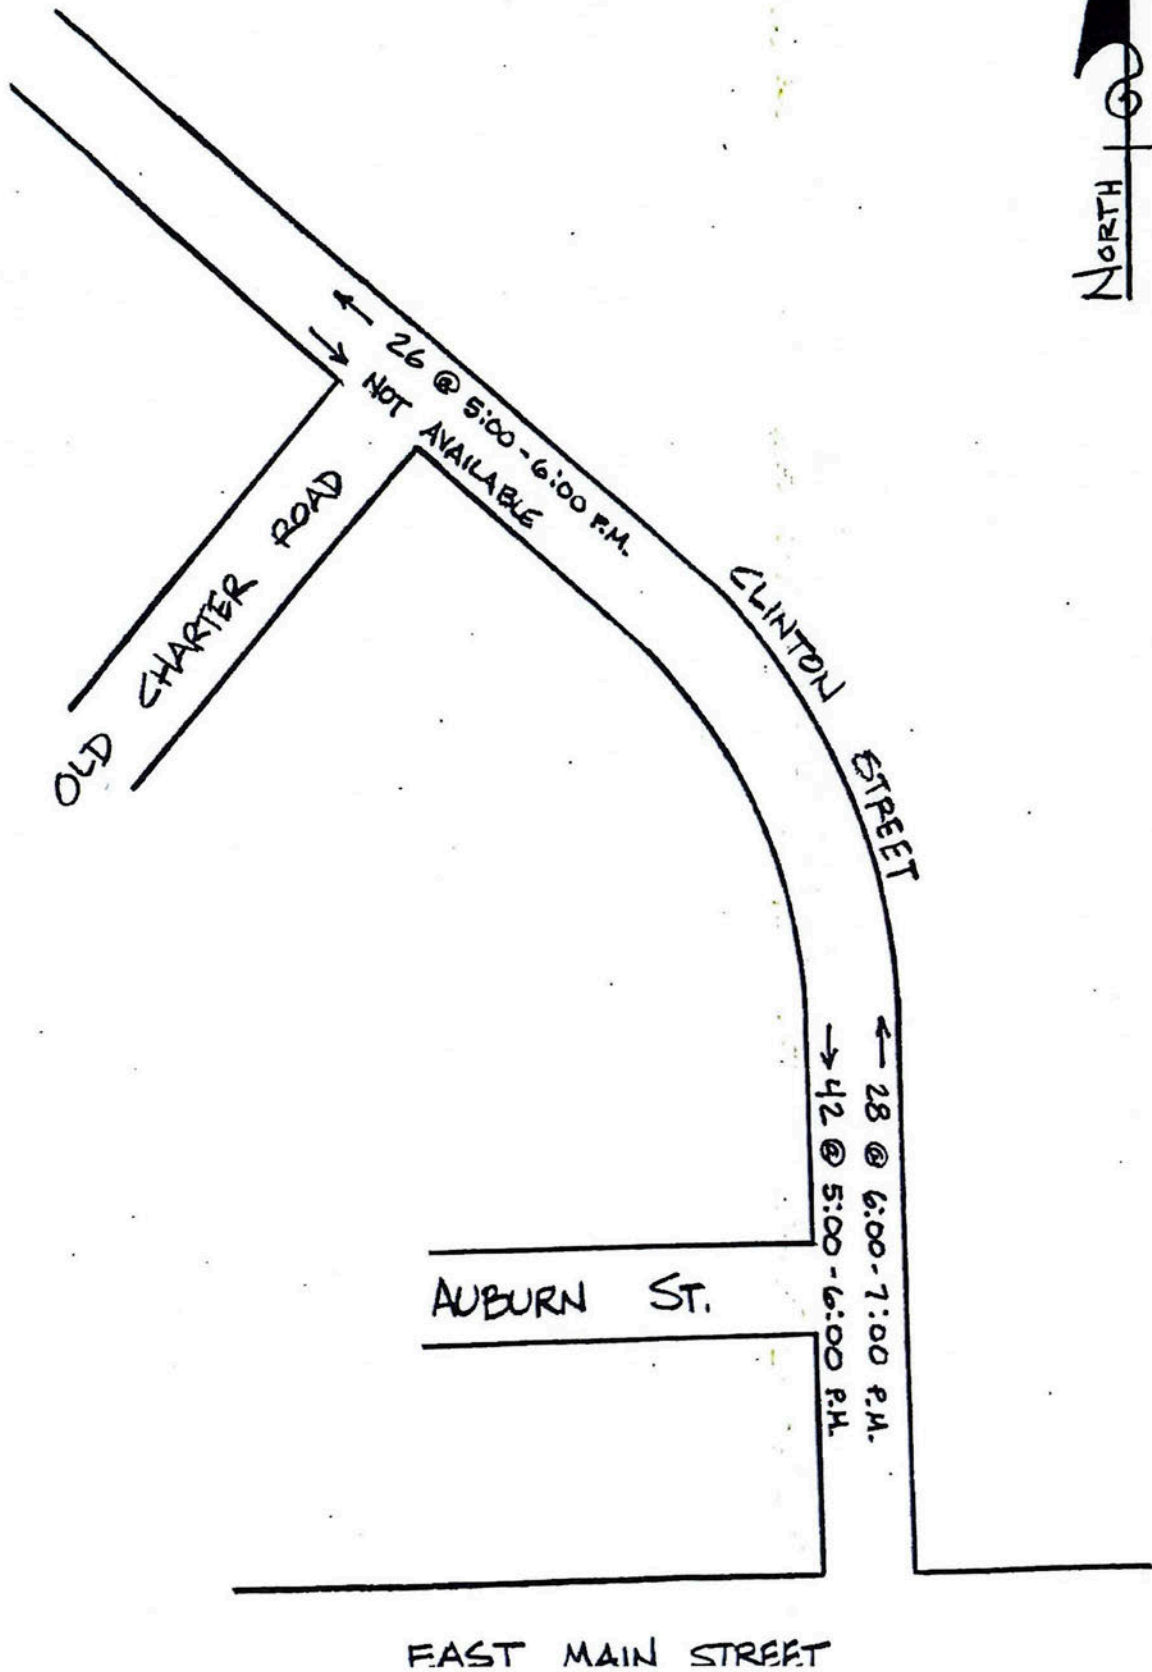 NORTH
26 @ 5:00-6:00 P.M.
NOT AVAILABLE
OLD CHARTER ROAD
CLINTON STREET
28 @ 6:00-7:00 P.M.
42 @ 5:00-6:00 P.M.
AUBURN ST.
EAST MAIN STREET